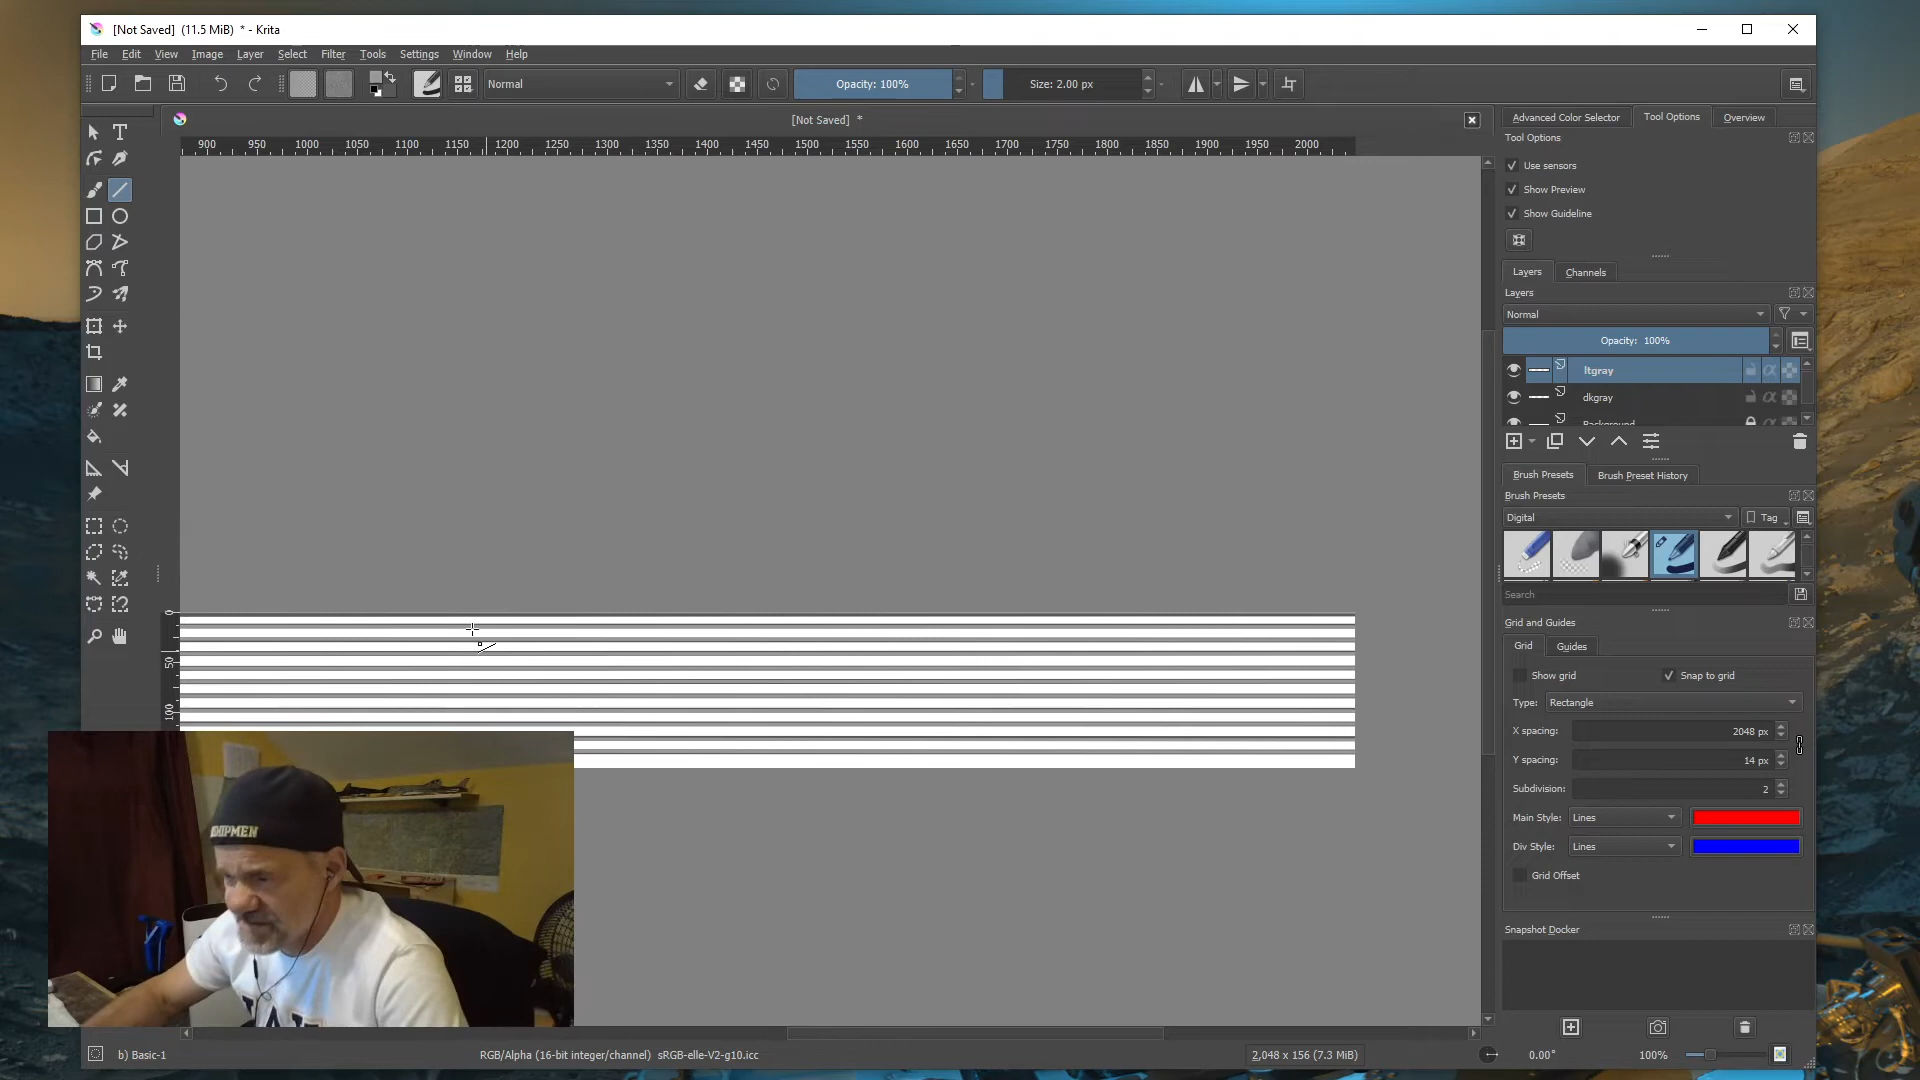 [Not Saved] (11.5 MiB) * - Krita
File Edit View Image Layer Select Filter Tools Settings Window Help
Normal Opacity: 100% Size: 2.00 px
[Not Saved] *
900 950 1000 1050 1100 1150 1200 1250 1300 1350 1400 1450 1500 1550 1600 1650 1700 1750 1800 1850 1900 1950 2000
0
50
100
Advanced Color Selector Tool Options Overview
Tool Options
Use sensors
Show Preview
Show Guideline
Layers Channels
Layers
Normal
Opacity: 100%
ltgray
dkgray
Background
Brush Presets Brush Preset History
Brush Presets
Digital Tag
Search
Grid and Guides
Grid Guides
Show grid Snap to grid
Type: Rectangle
X spacing: 2048 px
Y spacing: 14 px
Subdivision: 2
Main Style: Lines
Div Style: Lines
Grid Offset
Snapshot Docker
b) Basic-1 RGB/Alpha (16-bit integer/channel) sRGB-elle-V2-g10.icc 2,048 x 156 (7.3 MiB) 0.00° 100%